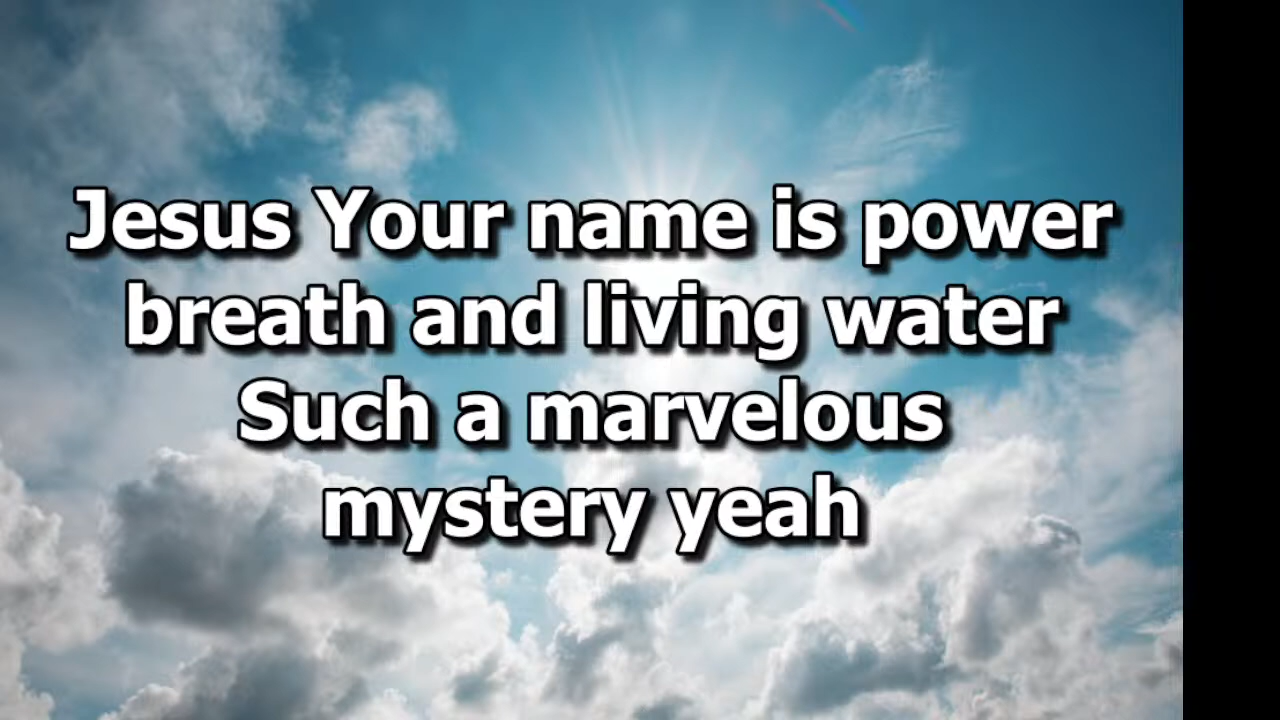 Jesus Your name is power
breath and living water
Such a marvelous
mystery yeah